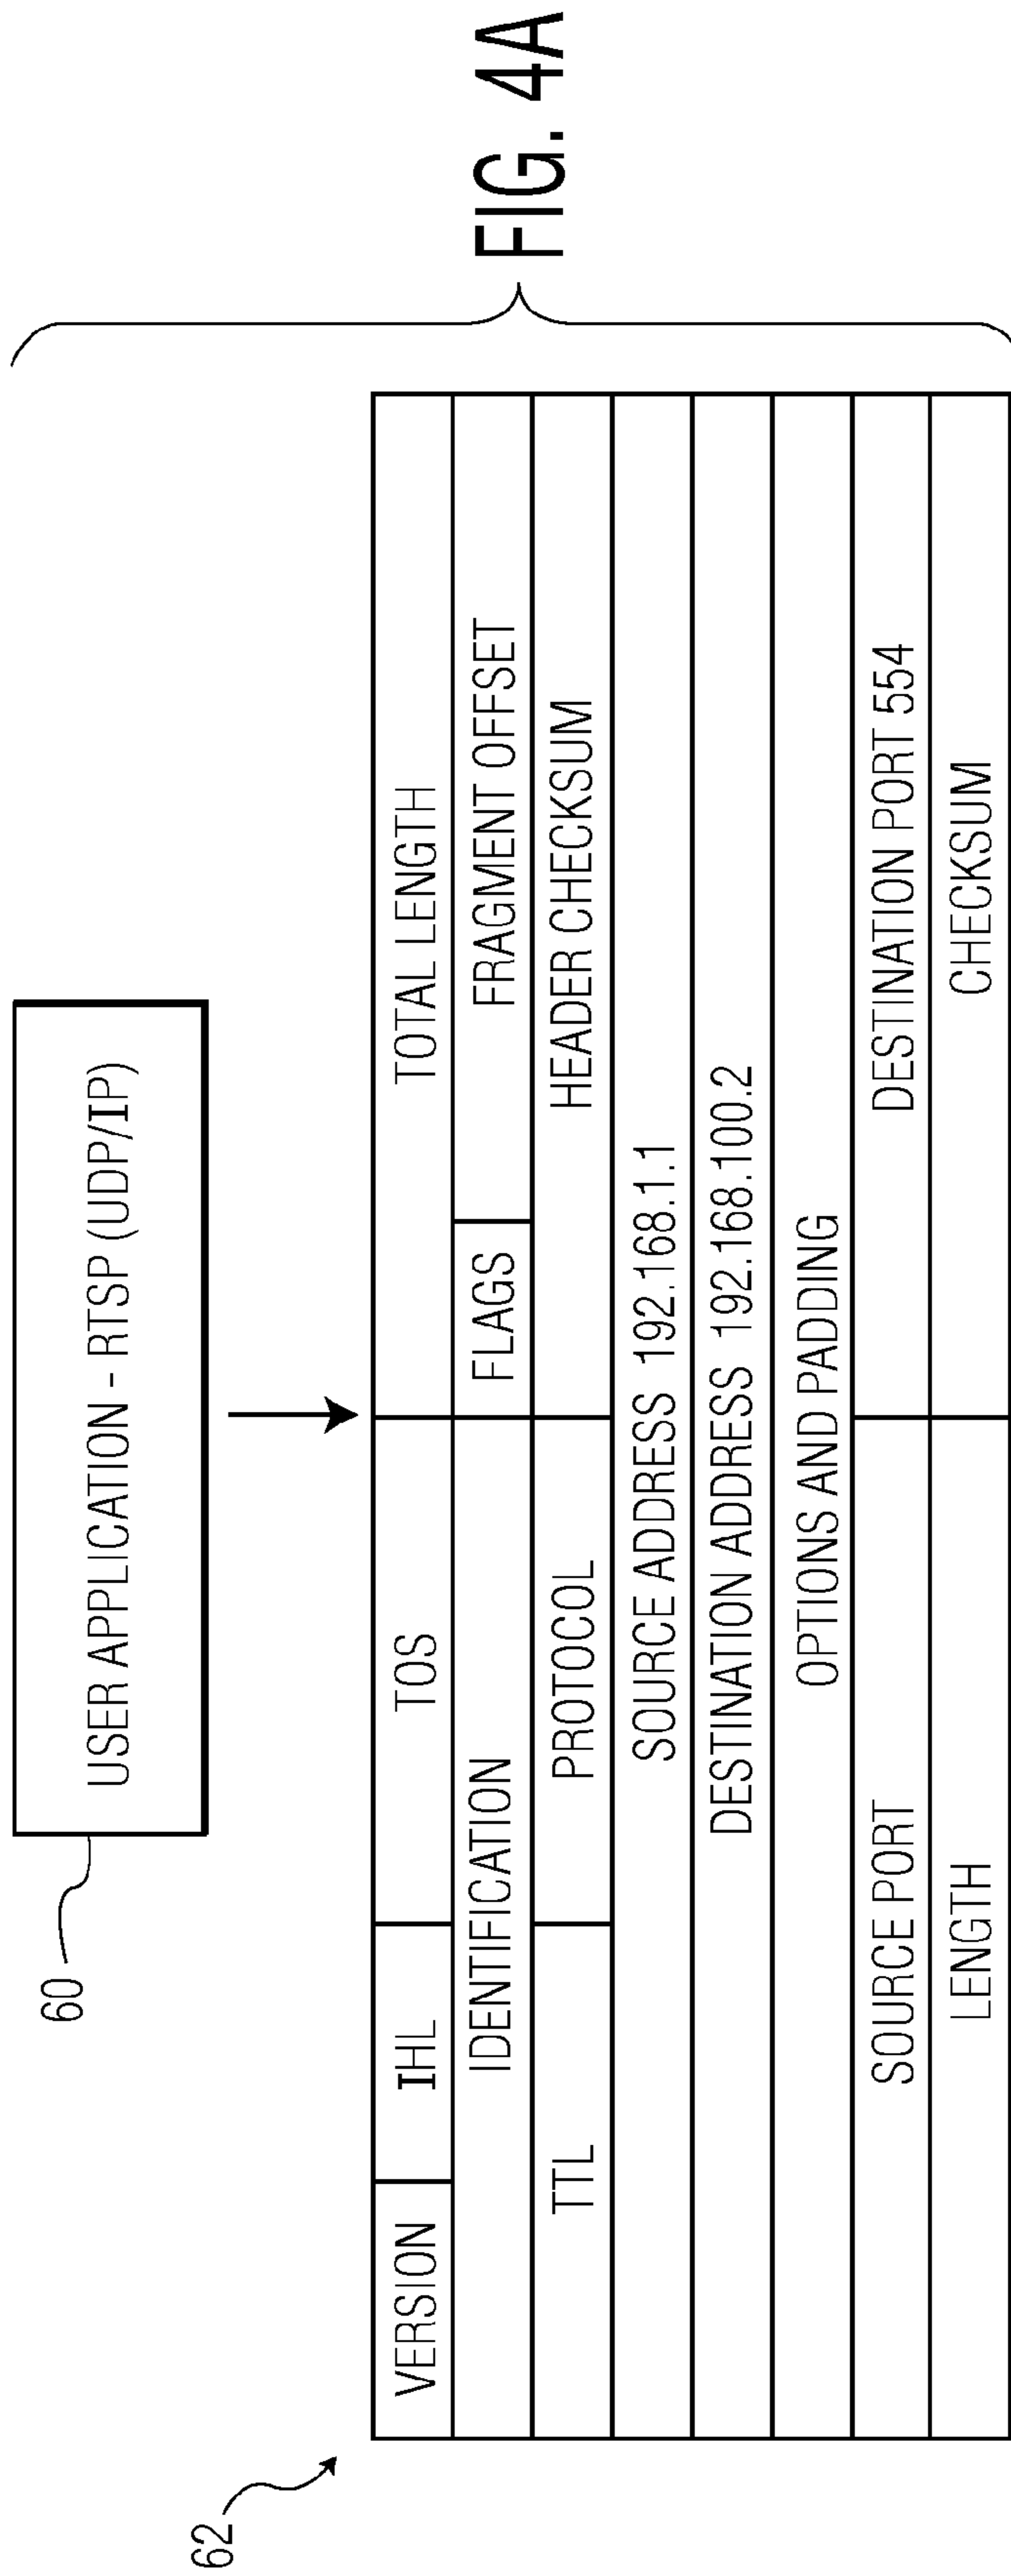 60
USER APPLICATION - RTSP (UDP/IP)
62
VERSION IHL TOS TOTAL LENGTH
IDENTIFICATION FLAGS FRAGMENT OFFSET
TTL PROTOCOL HEADER CHECKSUM
SOURCE ADDRESS 192.168.1.1
DESTINATION ADDRESS 192.168.100.2
OPTIONS AND PADDING
SOURCE PORT DESTINATION PORT 554
LENGTH CHECKSUM
FIG. 4A